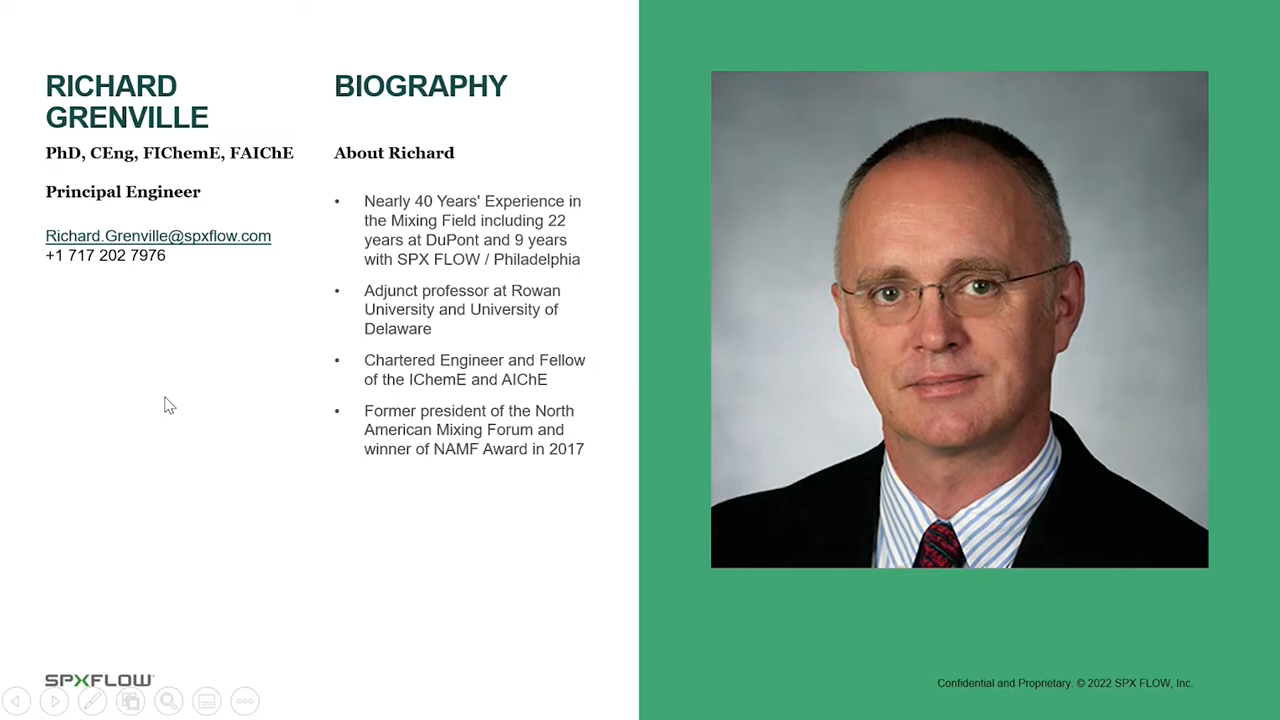 RICHARD
GRENVILLE
PhD, CEng, FIChemE, FAIChE
Principal Engineer
Richard.Grenville@spxflow.com
+1 717 202 7976
BIOGRAPHY
About Richard
• Nearly 40 Years' Experience in
the Mixing Field including 22
years at DuPont and 9 years
with SPX FLOW / Philadelphia
• Adjunct professor at Rowan
University and University of
Delaware
• Chartered Engineer and Fellow
of the IChemE and AIChE
• Former president of the North
American Mixing Forum and
winner of NAMF Award in 2017
SPXFLOW
Confidential and Proprietary. © 2022 SPX FLOW, Inc.